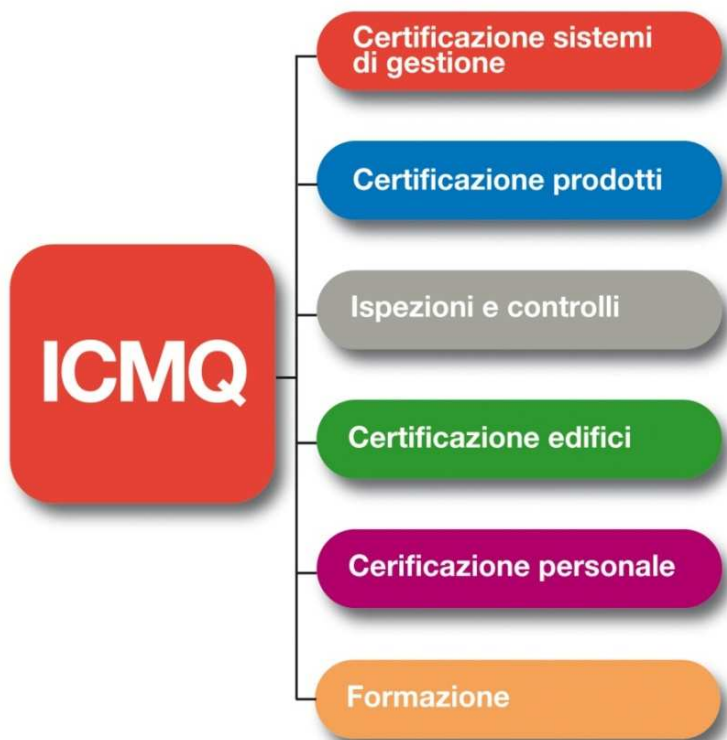 Certificazione sistemi
di gestione
Certificazione prodotti
Ispezioni e controlli
ICMQ
Certificazione edifici
Cerificazione personale
Formazione